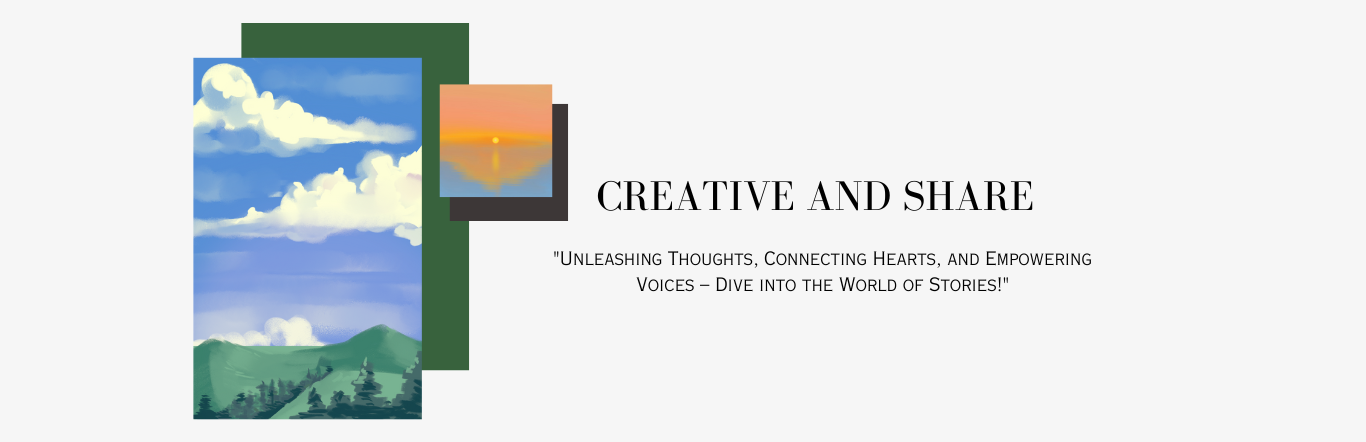 CREATIVE AND SHARE
"Unleashing Thoughts, Connecting Hearts, and Empowering
Voices – Dive into the World of Stories!"